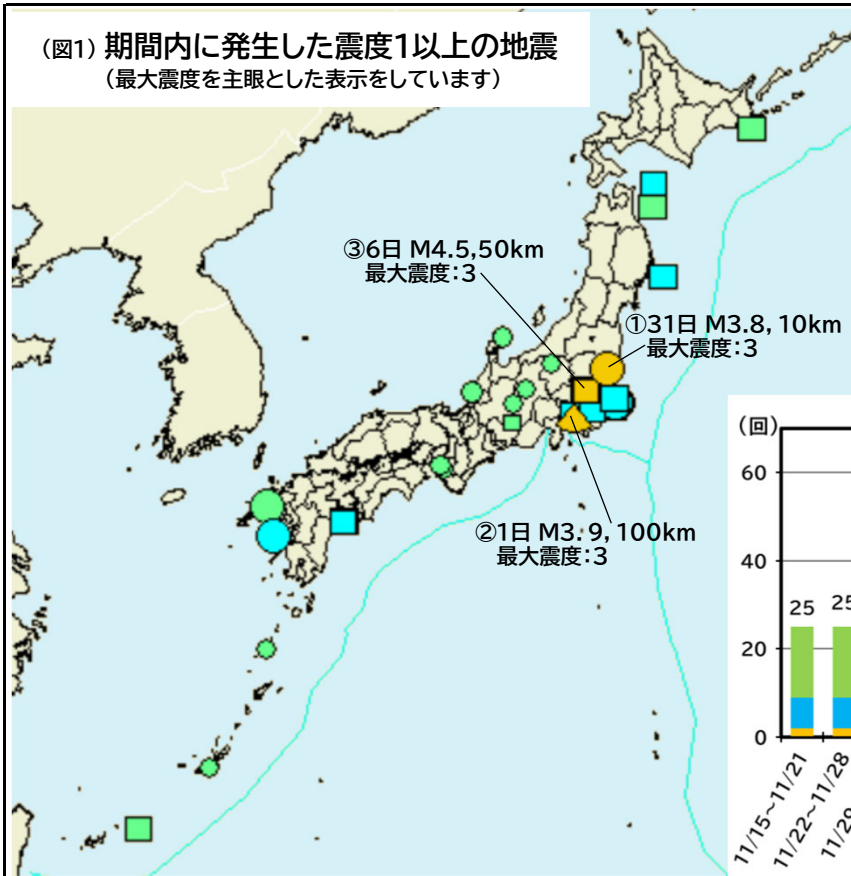 (図1) 期間内に発生した震度1以上の地震
(最大震度を主眼とした表示をしています)
③6日 M4.5,50km
最大震度:3
①31日 M3.8, 10km
最大震度:3
②1日 M3.9, 100km
最大震度:3
(回)
60
40
20
0
25
25
11/15~11/21
11/22~11/28
11/29